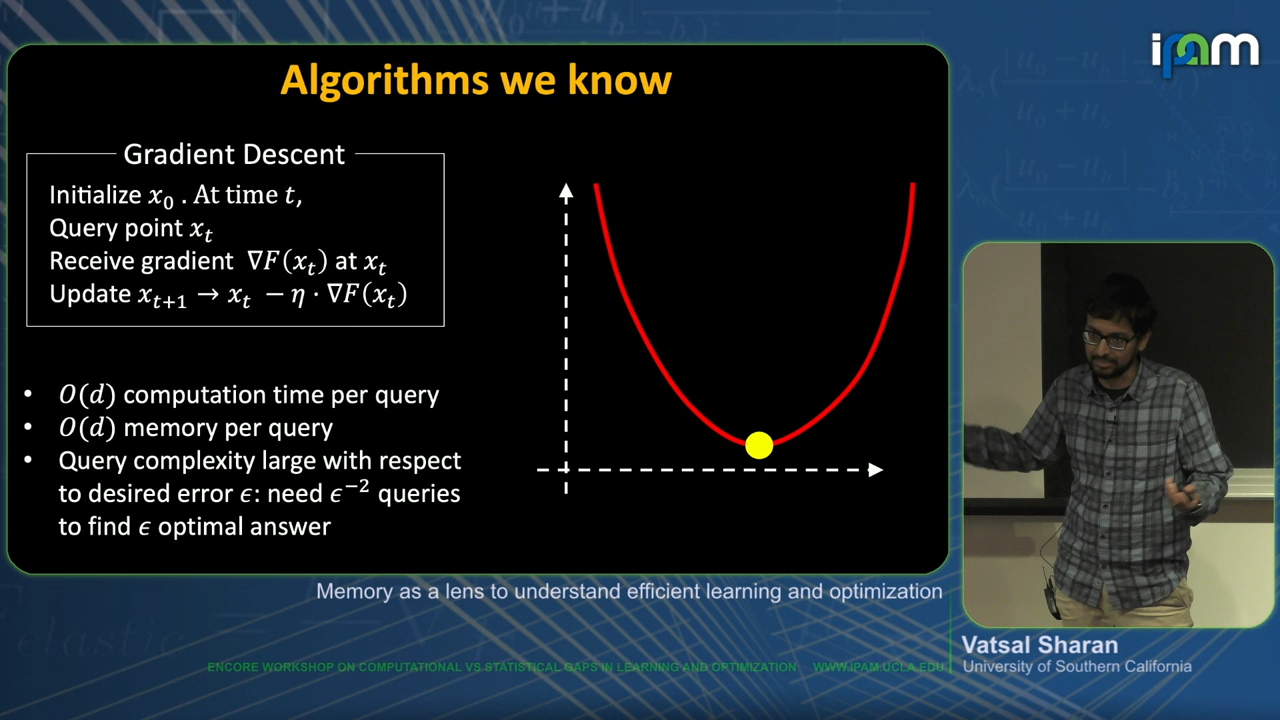 ipam
Algorithms we know
Gradient Descent
Initialize x₀ . At time t,
Query point xₜ
Receive gradient ∇F(xₜ) at xₜ
Update xₜ₊₁ → xₜ − η · ∇F(xₜ)
• O(d) computation time per query
• O(d) memory per query
• Query complexity large with respect
to desired error ϵ: need ϵ⁻² queries
to find ϵ optimal answer
Memory as a lens to understand efficient learning and optimization
Vatsal Sharan
University of Southern California
ENCORE WORKSHOP ON COMPUTATIONAL VS STATISTICAL GAPS IN LEARNING AND OPTIMIZATION WWW.IPAM.UCLA.EDU